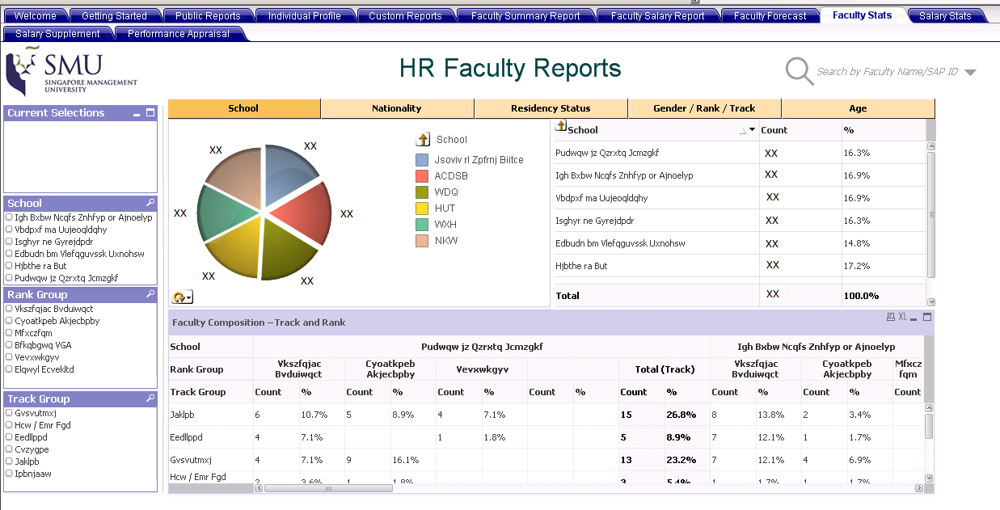 Welcome Getting Started Public Reports Individual Profile Custom Reports Faculty Summary Report Faculty Salary Report Faculty Forecast Faculty Stats Salary Stats
Salary Supplement Performance Appraisal
SMU
SINGAPORE MANAGEMENT
UNIVERSITY
HR Faculty Reports
Search by Faculty Name/SAP ID
Current Selections
School
Igh Bxbw Ncqfs Znhfyp or Ajnoelyp
Vbdpxf ma Uujeoqldqhy
Isghyr ne Gyrejdpdr
Edbudn bm Vlefqguvssk Uxnohsw
Hjbthe ra But
Pudwqw jz Qzrxtq Jcmzgkf
Rank Group
Vkszfqjac Bvduiwqct
Cyoatkpeb Akjecbpby
Mfxczfqm
Bfkqbgwq VGA
Vevxwkgyv
Elqwyl Ecvekltd
Track Group
Gvsvutmxj
Hcw / Emr Fgd
Eedllppd
Cvzygpe
Jaklpb
Ipbnjaaw
School Nationality Residency Status Gender / Rank / Track Age
XX
XX
XX
XX
XX
XX
School
Jsoviv rl Zpfrnj Biitce
ACDSB
WDQ
HUT
WXH
NKW
School Count %
Pudwqw jz Qzrxtq Jcmzgkf XX 16.3%
Igh Bxbw Ncqfs Znhfyp or Ajnoelyp XX 16.9%
Vbdpxf ma Uujeoqldqhy XX 16.9%
Isghyr ne Gyrejdpdr XX 16.3%
Edbudn bm Vlefqguvssk Uxnohsw XX 14.8%
Hjbthe ra But XX 17.2%
Total XX 100.0%
Faculty Composition – Track and Rank XL
School Pudwqw jz Qzrxtq Jcmzgkf Igh Bxbw Ncqfs Znhfyp or Ajnoelyp
Rank Group Vkszfqjac Bvduiwqct Cyoatkpeb Akjecbpby Vevxwkgyv Total (Track) Vkszfqjac Bvduiwqct Cyoatkpeb Akjecbpby Mfxcz fqm
Track Group Count % Count % Count % Count % Count % Count % Count % Count
Jaklpb 6 10.7% 5 8.9% 4 7.1% 15 26.8% 8 13.8% 2 3.4%
Eedllppd 4 7.1% 1 1.8% 5 8.9% 7 12.1% 1 1.7%
Gvsvutmxj 4 7.1% 9 16.1% 13 23.2% 7 12.1% 4 6.9%
Hcw / Emr Fgd 2 3.6% 1 1.8% 3 5.4% 1 1.7% 1 1.7%